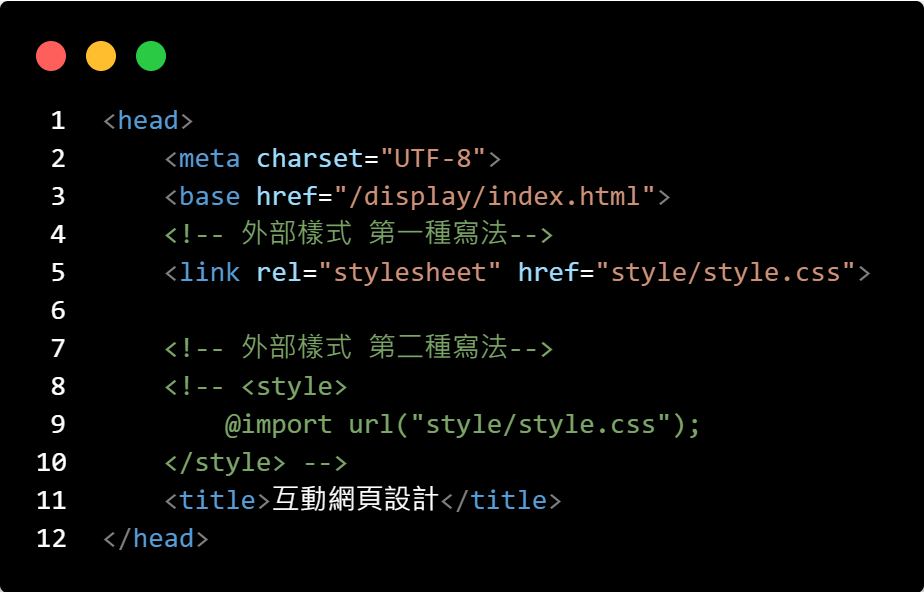 1 <head>
2     <meta charset="UTF-8">
3     <base href="/display/index.html">
4     <!-- 外部樣式 第一種寫法-->
5     <link rel="stylesheet" href="style/style.css">
6
7     <!-- 外部樣式 第二種寫法-->
8     <!-- <style>
9         @import url("style/style.css");
10     </style> -->
11     <title>互動網頁設計</title>
12 </head>